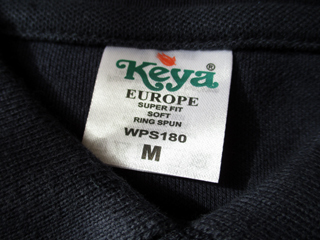 Keya®
EUROPE
SUPER FIT
SOFT
RING SPUN
WPS180
M